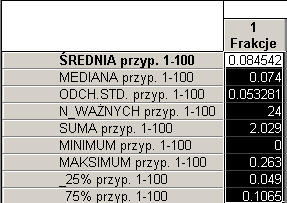 1
Frakcje
ŚREDNIA przyp. 1-100 0.084542
MEDIANA przyp. 1-100 0.074
ODCH.STD. przyp. 1-100 0.053281
N_WAŻNYCH przyp. 1-100 24
SUMA przyp. 1-100 2.029
MINIMUM przyp. 1-100 0
MAKSIMUM przyp. 1-100 0.263
_25% przyp. 1-100 0.049
_75% przyp. 1-100 0.1065